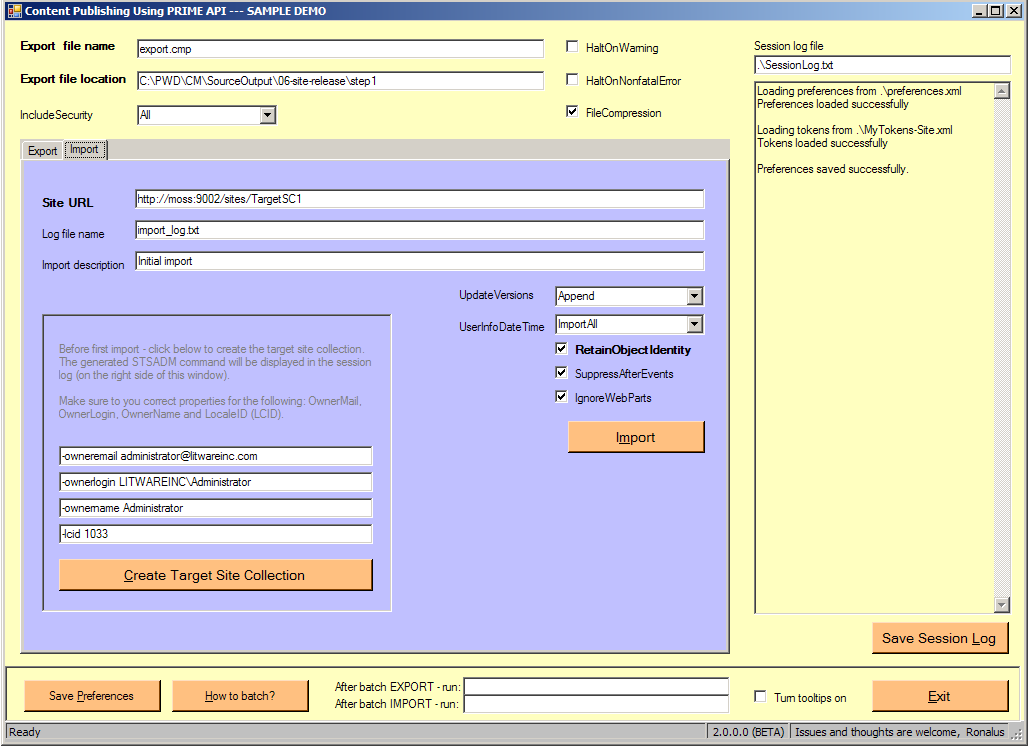 Content Publishing Using PRIME API --- SAMPLE DEMO
Export file name
export.cmp
HaltOnWarning
Export file location
C:\PWD\CM\SourceOutput\06-site-release\step1
HaltOnNonfatalError
IncludeSecurity
All
FileCompression
Session log file
.\SessionLog.txt
Loading preferences from .\preferences.xml
Preferences loaded successfully
Loading tokens from .\MyTokens-Site.xml
Tokens loaded successfully
Preferences saved successfully.
Export
Import
Site URL
http://moss:9002/sites/TargetSC1
Log file name
import_log.txt
Import description
Initial import
UpdateVersions
Append
UserInfoDateTime
ImportAll
RetainObjectIdentity
SuppressAfterEvents
IgnoreWebParts
Import
Before first import - click below to create the target site collection.
The generated STSADM command will be displayed in the session
log (on the right side of this window).
Make sure to you correct properties for the following: OwnerMail,
OwnerLogin, OwnerName and LocaleID (LCID).
-owneremail administrator@litwareinc.com
-ownerlogin LITWAREINC\Administrator
-ownername Administrator
-lcid 1033
Create Target Site Collection
Save Session Log
Save Preferences
How to batch?
After batch EXPORT - run:
After batch IMPORT - run:
Turn tooltips on
Exit
Ready
2.0.0.0 (BETA)
Issues and thoughts are welcome, Ronalus